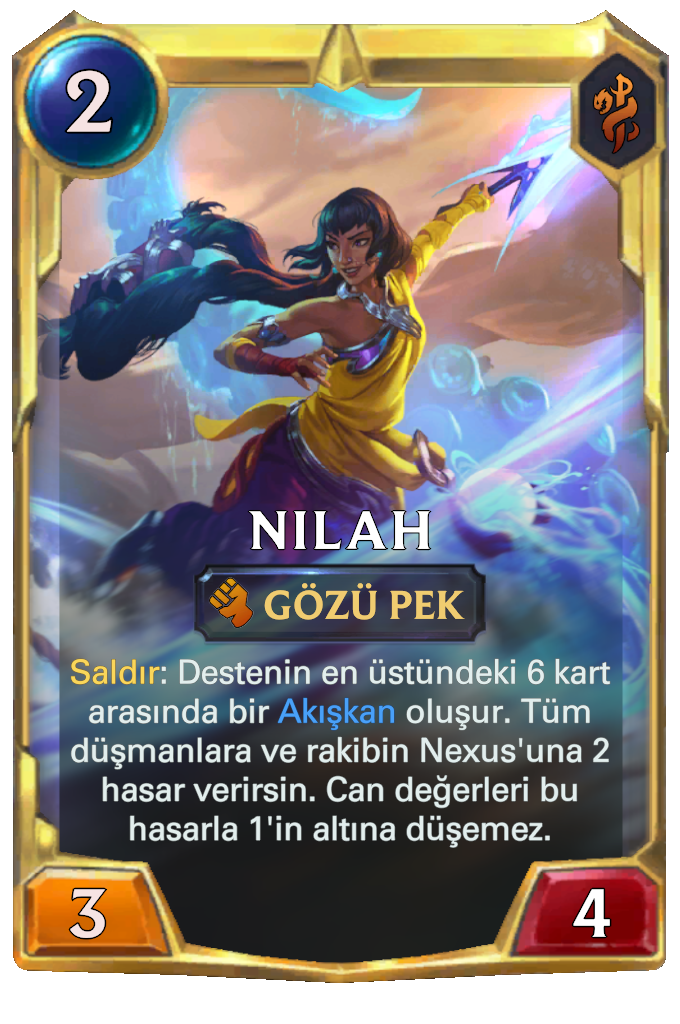 2
NILAH
GÖZÜ PEK
Saldır: Destenin en üstündeki 6 kart
arasında bir Akışkan oluşur. Tüm
düşmanlara ve rakibin Nexus'una 2
hasar verirsin. Can değerleri bu
hasarla 1'in altına düşemez.
3
4